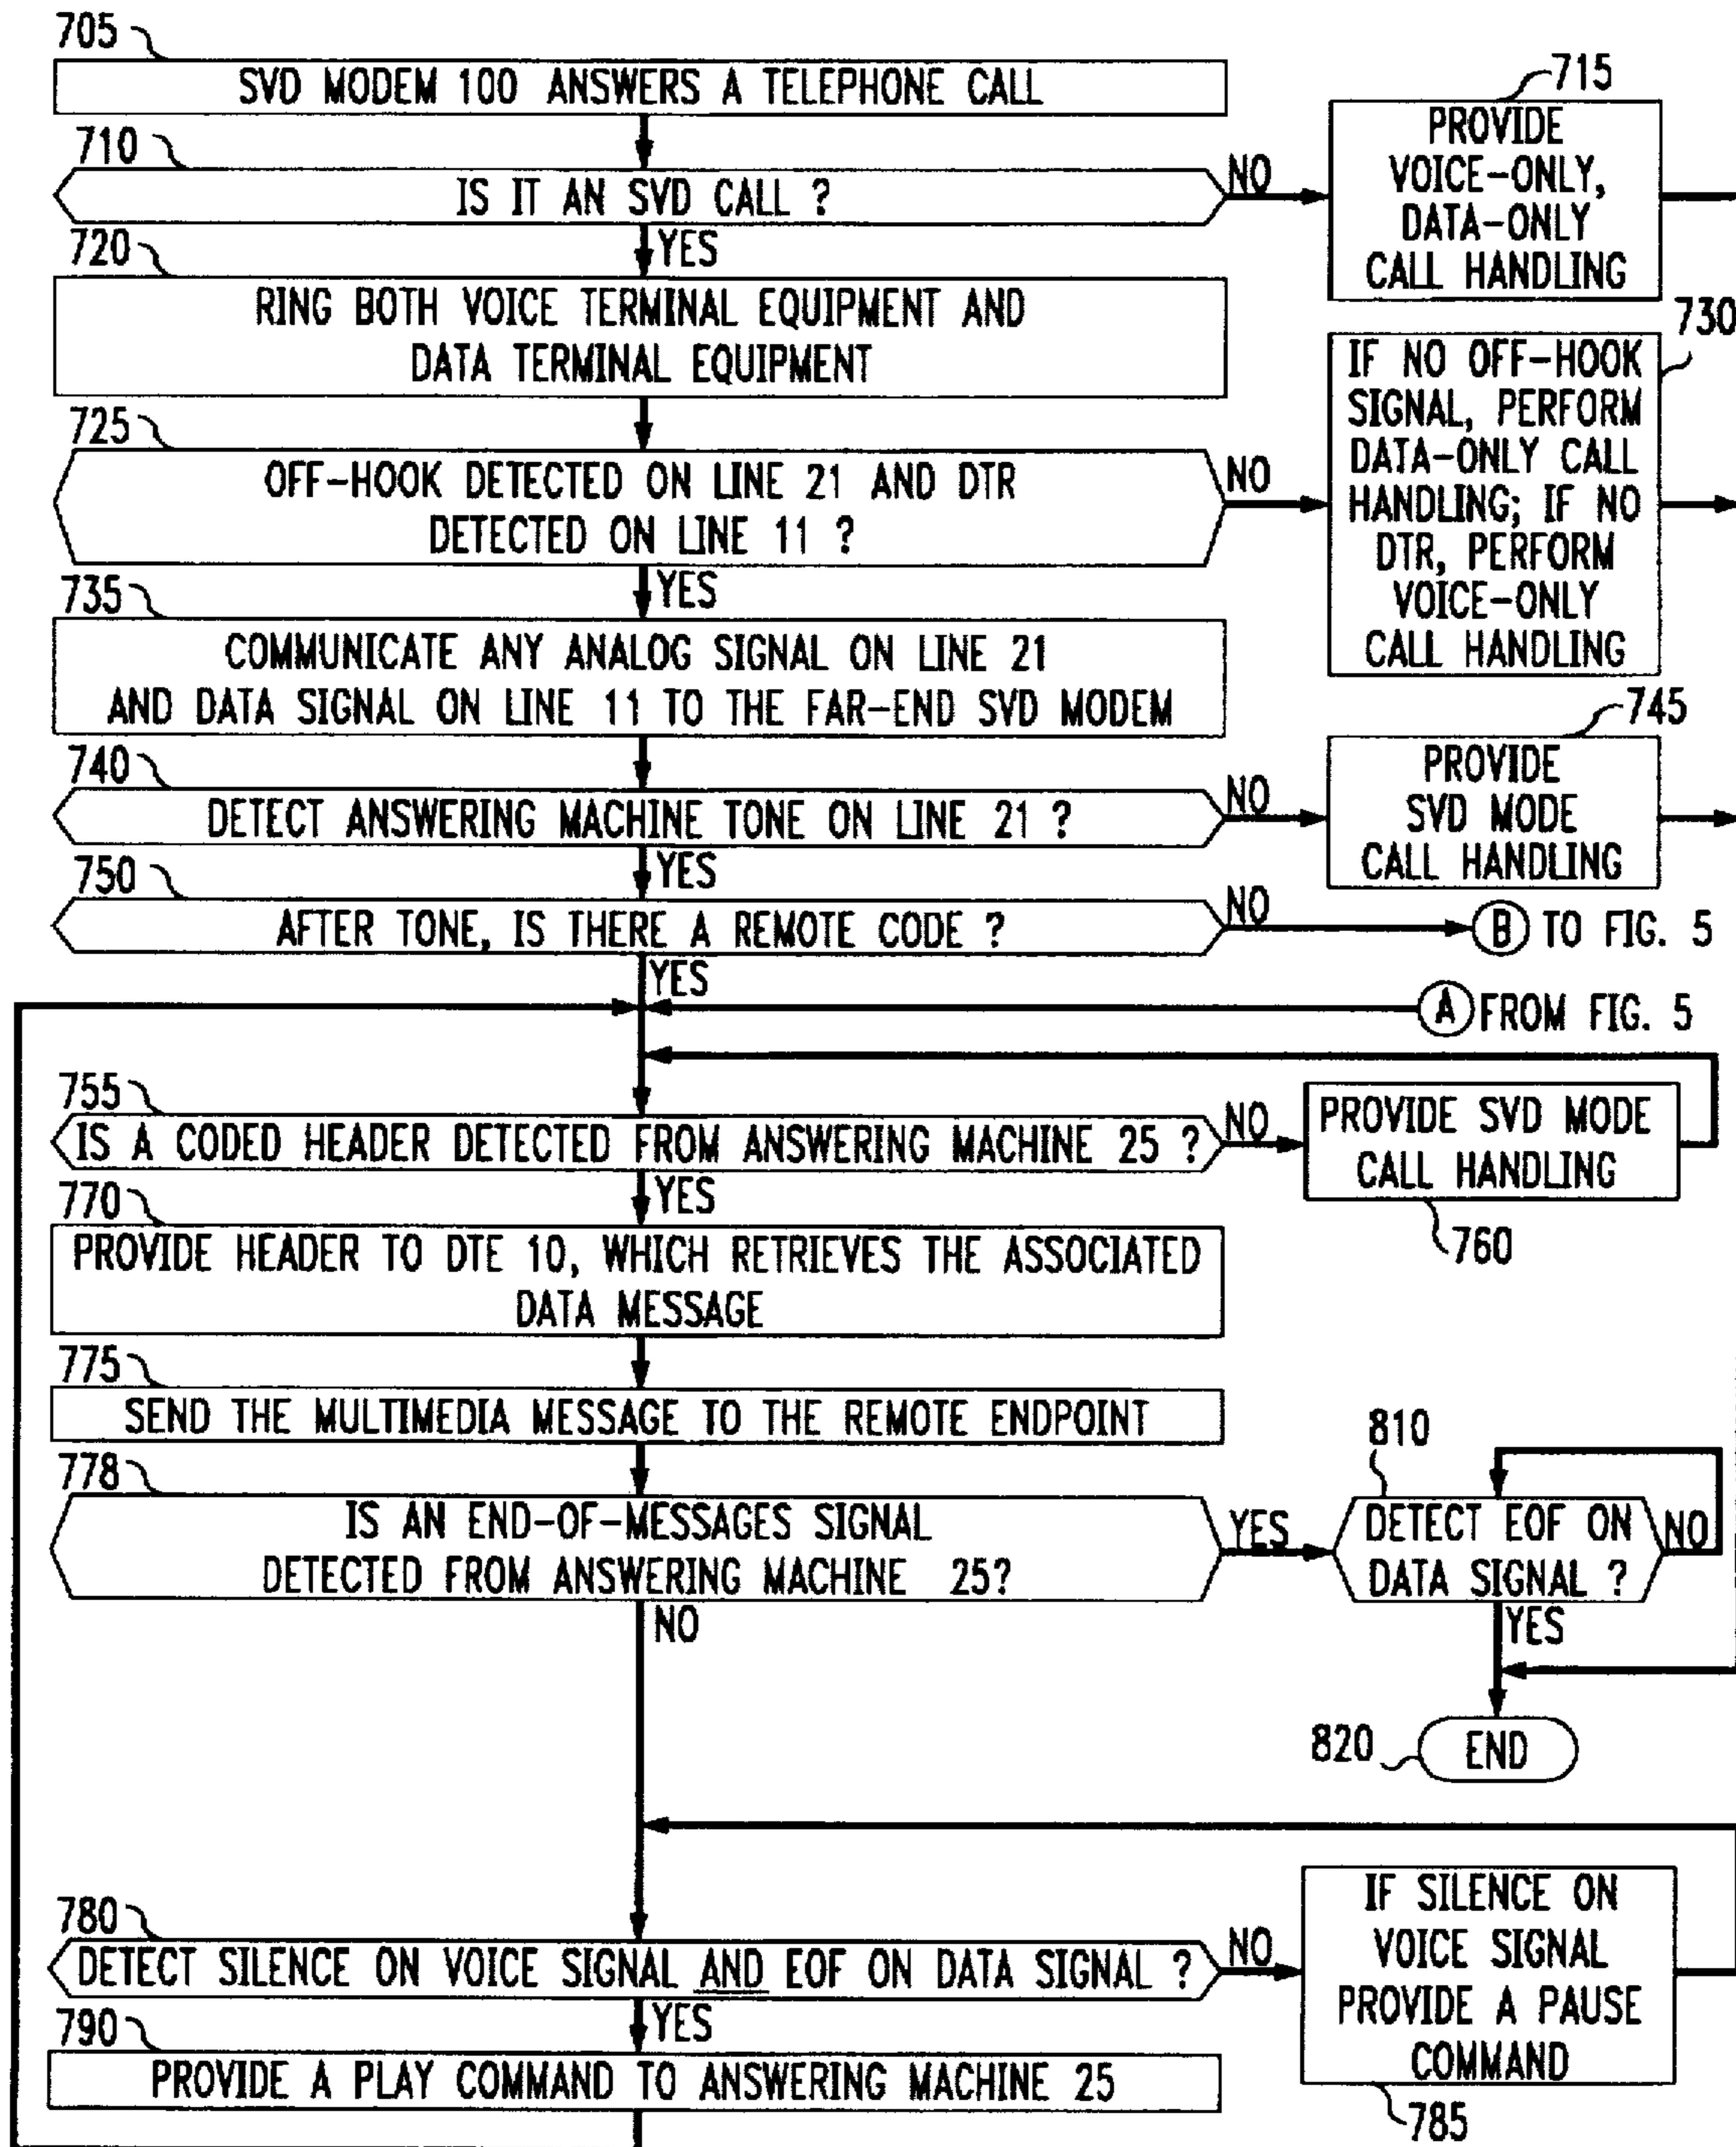 705
SVD MODEM 100 ANSWERS A TELEPHONE CALL
710
IS IT AN SVD CALL ?
NO
715
PROVIDE
VOICE-ONLY,
DATA-ONLY
CALL HANDLING
YES
720
RING BOTH VOICE TERMINAL EQUIPMENT AND
DATA TERMINAL EQUIPMENT
725
OFF-HOOK DETECTED ON LINE 21 AND DTR
DETECTED ON LINE 11 ?
NO
730
IF NO OFF-HOOK
SIGNAL, PERFORM
DATA-ONLY CALL
HANDLING; IF NO
DTR, PERFORM
VOICE-ONLY
CALL HANDLING
YES
735
COMMUNICATE ANY ANALOG SIGNAL ON LINE 21
AND DATA SIGNAL ON LINE 11 TO THE FAR-END SVD MODEM
740
DETECT ANSWERING MACHINE TONE ON LINE 21 ?
NO
745
PROVIDE
SVD MODE
CALL HANDLING
YES
750
AFTER TONE, IS THERE A REMOTE CODE ?
NO
B TO FIG. 5
YES
A FROM FIG. 5
755
IS A CODED HEADER DETECTED FROM ANSWERING MACHINE 25 ?
NO
PROVIDE SVD MODE
CALL HANDLING
760
YES
770
PROVIDE HEADER TO DTE 10, WHICH RETRIEVES THE ASSOCIATED
DATA MESSAGE
775
SEND THE MULTIMEDIA MESSAGE TO THE REMOTE ENDPOINT
778
IS AN END-OF-MESSAGES SIGNAL
DETECTED FROM ANSWERING MACHINE 25?
YES
810
DETECT EOF ON
DATA SIGNAL ?
NO
YES
NO
820
END
780
DETECT SILENCE ON VOICE SIGNAL AND EOF ON DATA SIGNAL ?
NO
IF SILENCE ON
VOICE SIGNAL
PROVIDE A PAUSE
COMMAND
785
YES
790
PROVIDE A PLAY COMMAND TO ANSWERING MACHINE 25